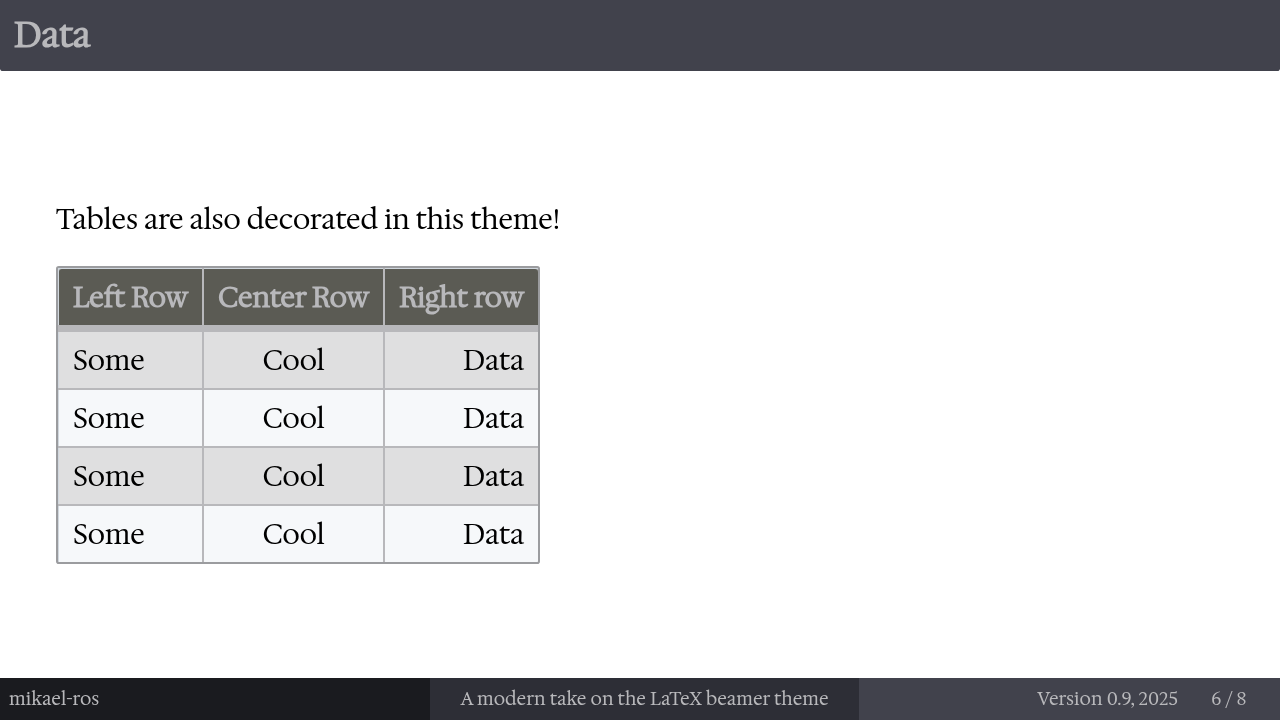 Data
Tables are also decorated in this theme!
Left Row Center Row Right row
Some Cool Data
Some Cool Data
Some Cool Data
Some Cool Data
mikael-ros A modern take on the LaTeX beamer theme Version 0.9, 2025 6 / 8